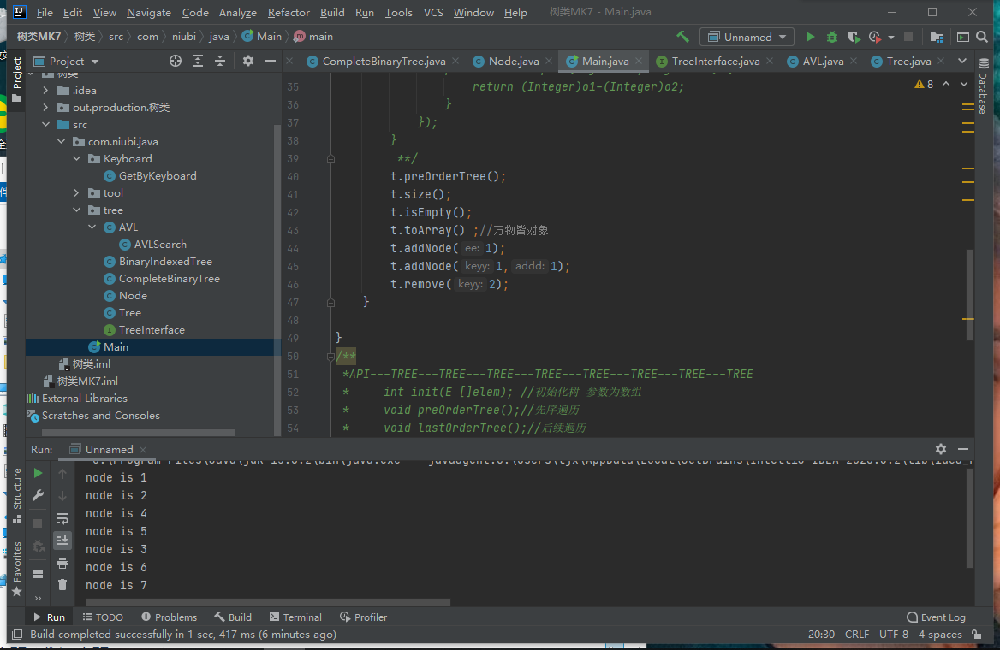 File Edit View Navigate Code Analyze Refactor Build Run Tools VCS Window Help 树类MK7 - Main.java
树类MK7 树类 src com niubi java Main main Unnamed
Project CompleteBinaryTree.java Node.java Main.java TreeInterface.java AVL.java Tree.java
Project
Database
Structure
Favorites
树类
.idea
out.production.树类
src
com.niubi.java
Keyboard
GetByKeyboard
tool
tree
AVL
AVLSearch
BinaryIndexedTree
CompleteBinaryTree
Node
Tree
TreeInterface
Main
树类.iml
树类MK7.iml
External Libraries
Scratches and Consoles
8
35 return (Integer)o1-(Integer)o2;
36 }
37 });
38 }
39 **/
40 t.preOrderTree();
41 t.size();
42 t.isEmpty();
43 t.toArray() ;//万物皆对象
44 t.addNode( ee: 1);
45 t.addNode( keyy: 1, addd: 1);
46 t.remove( keyy: 2);
47 }
48
49 }
50 /**
51 *API---TREE---TREE---TREE---TREE---TREE---TREE---TREE---TREE
52 * int init(E []elem); //初始化树 参数为数组
53 * void preOrderTree();//先序遍历
54 * void lastOrderTree();//后续遍历
Run: Unnamed
node is 1
node is 2
node is 4
node is 5
node is 3
node is 6
node is 7
Run TODO Problems Build Terminal Profiler Event Log
Build completed successfully in 1 sec, 417 ms (6 minutes ago) 20:30 CRLF UTF-8 4 spaces